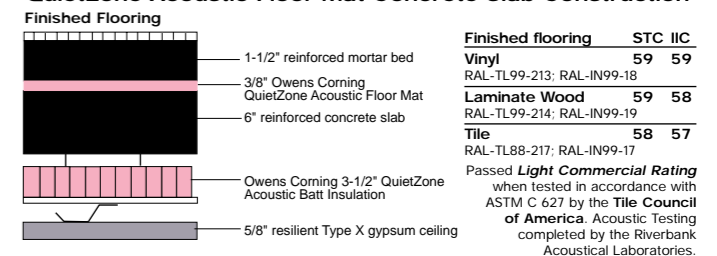 QuietZone Acoustic Floor Mat Concrete Slab Construction
Finished Flooring
1-1/2" reinforced mortar bed
3/8" Owens Corning
QuietZone Acoustic Floor Mat
6" reinforced concrete slab
Owens Corning 3-1/2" QuietZone
Acoustic Batt Insulation
5/8" resilient Type X gypsum ceiling
Finished flooring STC IIC
Vinyl 59 59
RAL-TL99-213; RAL-IN99-18
Laminate Wood 59 58
RAL-TL99-214; RAL-IN99-19
Tile 58 57
RAL-TL88-217; RAL-IN99-17
Passed Light Commercial Rating
when tested in accordance with
ASTM C 627 by the Tile Council
of America. Acoustic Testing
completed by the Riverbank
Acoustical Laboratories.